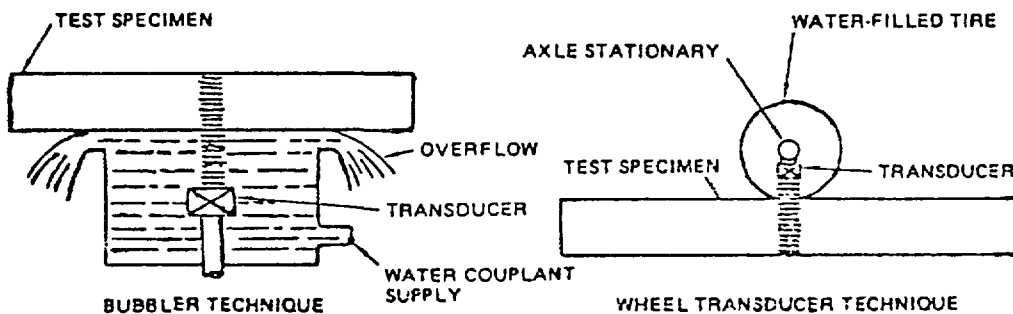 TEST SPECIMEN
OVERFLOW
TRANSDUCER
WATER COUPLANT
SUPPLY
BUBBLER TECHNIQUE
WATER-FILLED TIRE
AXLE STATIONARY
TEST SPECIMEN
TRANSDUCER
WHEEL TRANSDUCER TECHNIQUE